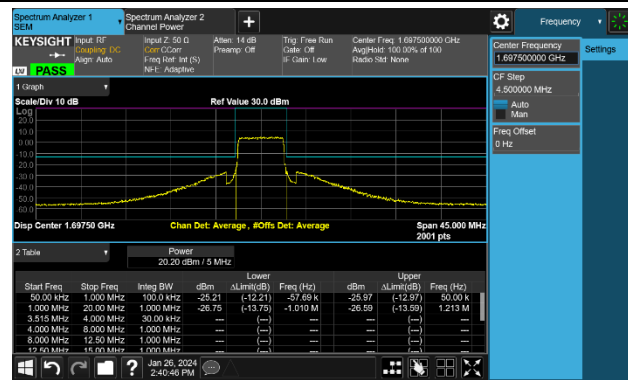 Spectrum Analyzer 1
SEM
Spectrum Analyzer 2
Channel Power
Frequency
KEYSIGHT
Input: RF
Coupling: DC
Align: Auto
Input Z: 50 Ω
Corr CCorr
Freq Ref: Int (S)
NFE: Adaptive
Atten: 14 dB
Preamp: Off
Trig: Free Run
Gate: Off
IF Gain: Low
Center Freq: 1.697500000 GHz
Avg|Hold: 100.00% of 100
Radio Std: None
LXI PASS
Center Frequency
1.697500000 GHz
Settings
CF Step
4.500000 MHz
Auto
Man
Freq Offset
0 Hz
1 Graph
Scale/Div 10 dB
Ref Value 30.0 dBm
Log
20.0
10.0
0.00
-10.0
-20.0
-30.0
-40.0
-50.0
-60.0
Disp Center 1.69750 GHz
Chan Det: Average , #Offs Det: Average
Span 45.000 MHz
2001 pts
2 Table
Power
20.20 dBm / 5 MHz
Lower Upper
Start Freq Stop Freq Integ BW dBm ΔLimit(dB) Freq (Hz) dBm ΔLimit(dB) Freq (Hz)
50.00 kHz 1.000 MHz 100.0 kHz -25.21 (-12.21) -57.69 k -25.97 (-12.97) 50.00 k
1.000 MHz 20.00 MHz 1.000 MHz -26.75 (-13.75) -1.010 M -26.59 (-13.59) 1.213 M
3.515 MHz 4.000 MHz 30.00 kHz --- (---) --- (---)
4.000 MHz 8.000 MHz 1.000 MHz --- (---) --- (---)
8.000 MHz 12.50 MHz 1.000 MHz --- (---) --- (---)
12.50 MHz 15.00 MHz 1.000 MHz --- (---) --- (---)
?
Jan 26, 2024
2:40:46 PM